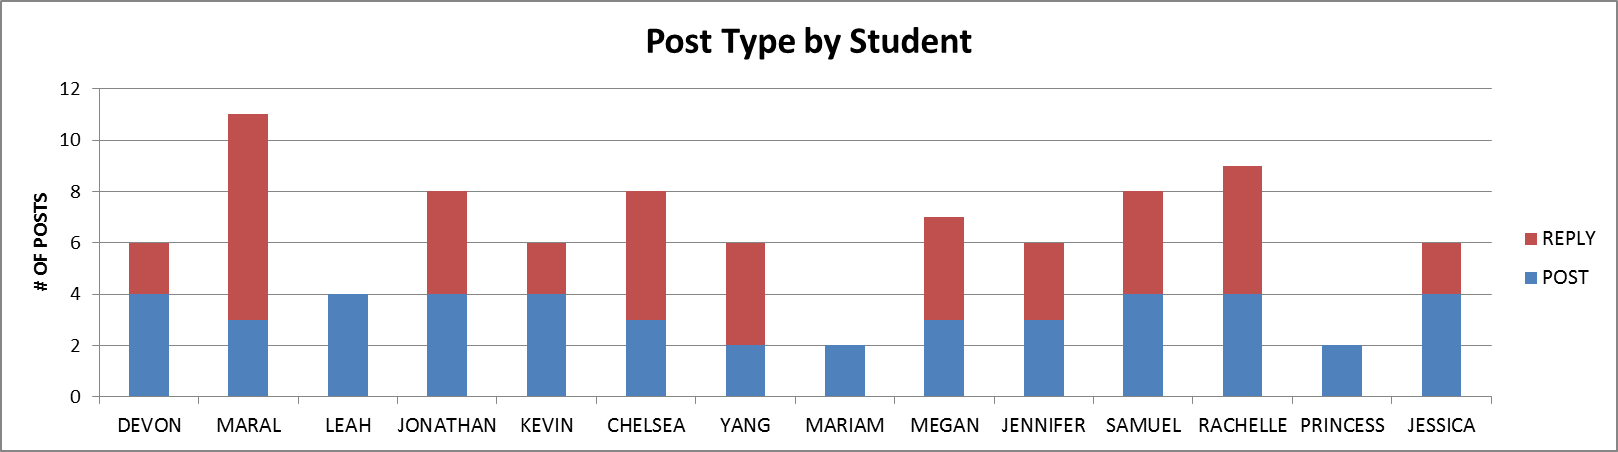 Post Type by Student
12
10
8
6
4
2
0
# OF POSTS
DEVON MARAL LEAH JONATHAN KEVIN CHELSEA YANG MARIAM MEGAN JENNIFER SAMUEL RACHELLE PRINCESS JESSICA
REPLY
POST